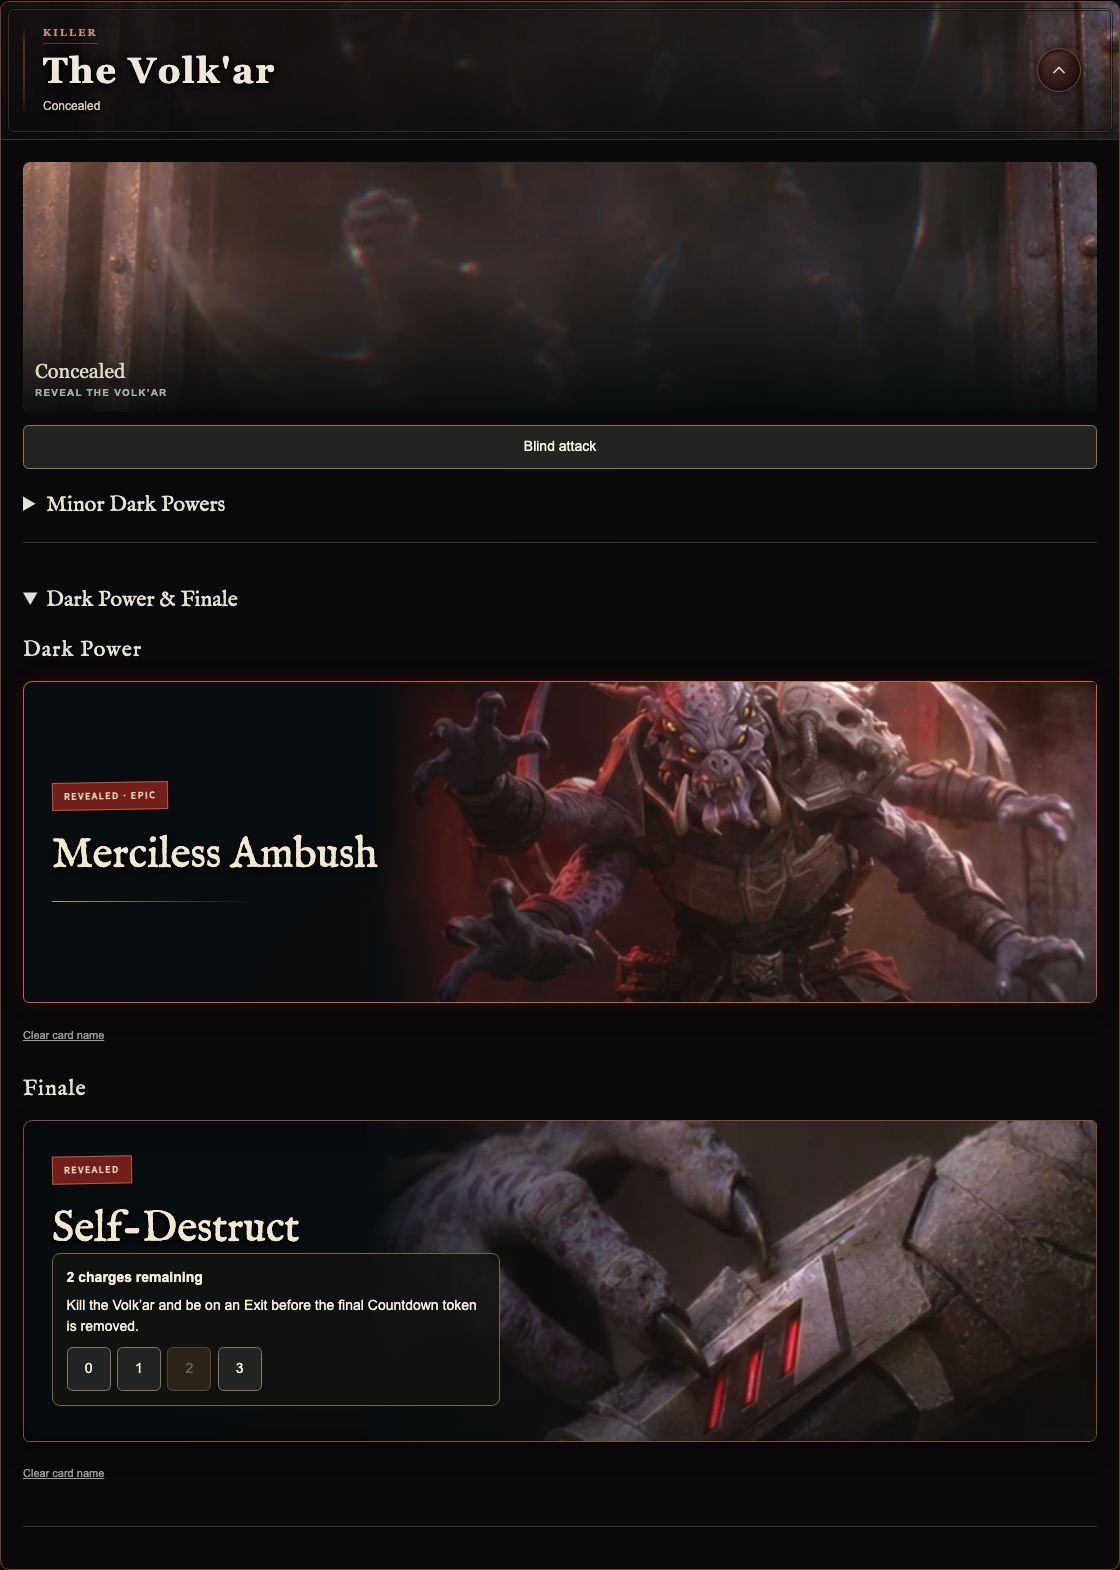 KILLER
The Volk'ar
Concealed
Concealed
REVEAL THE VOLK'AR
Blind attack
Minor Dark Powers
Dark Power & Finale
Dark Power
REVEALED · EPIC
Merciless Ambush
Clear card name
Finale
REVEALED
Self-Destruct
2 charges remaining
Kill the Volk’ar and be on an Exit before the final Countdown token
is removed.
0 1 2 3
Clear card name